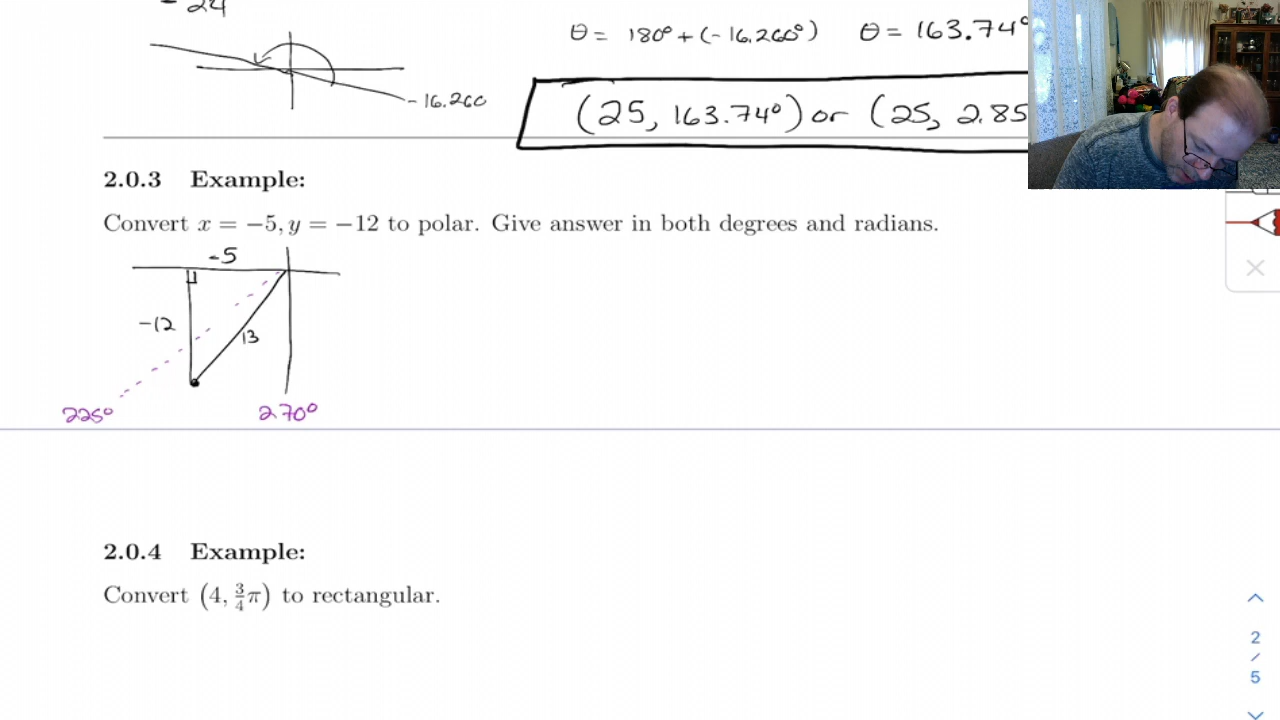 24
θ = 180° + (-16.260°) θ = 163.74°
-16.260
(25, 163.74°) or (25, 2.85
2.0.3 Example:
Convert x = −5, y = −12 to polar. Give answer in both degrees and radians.
-5
-12
13
225° 270°
2.0.4 Example:
Convert (4, 3/4 π) to rectangular.
2
/
5